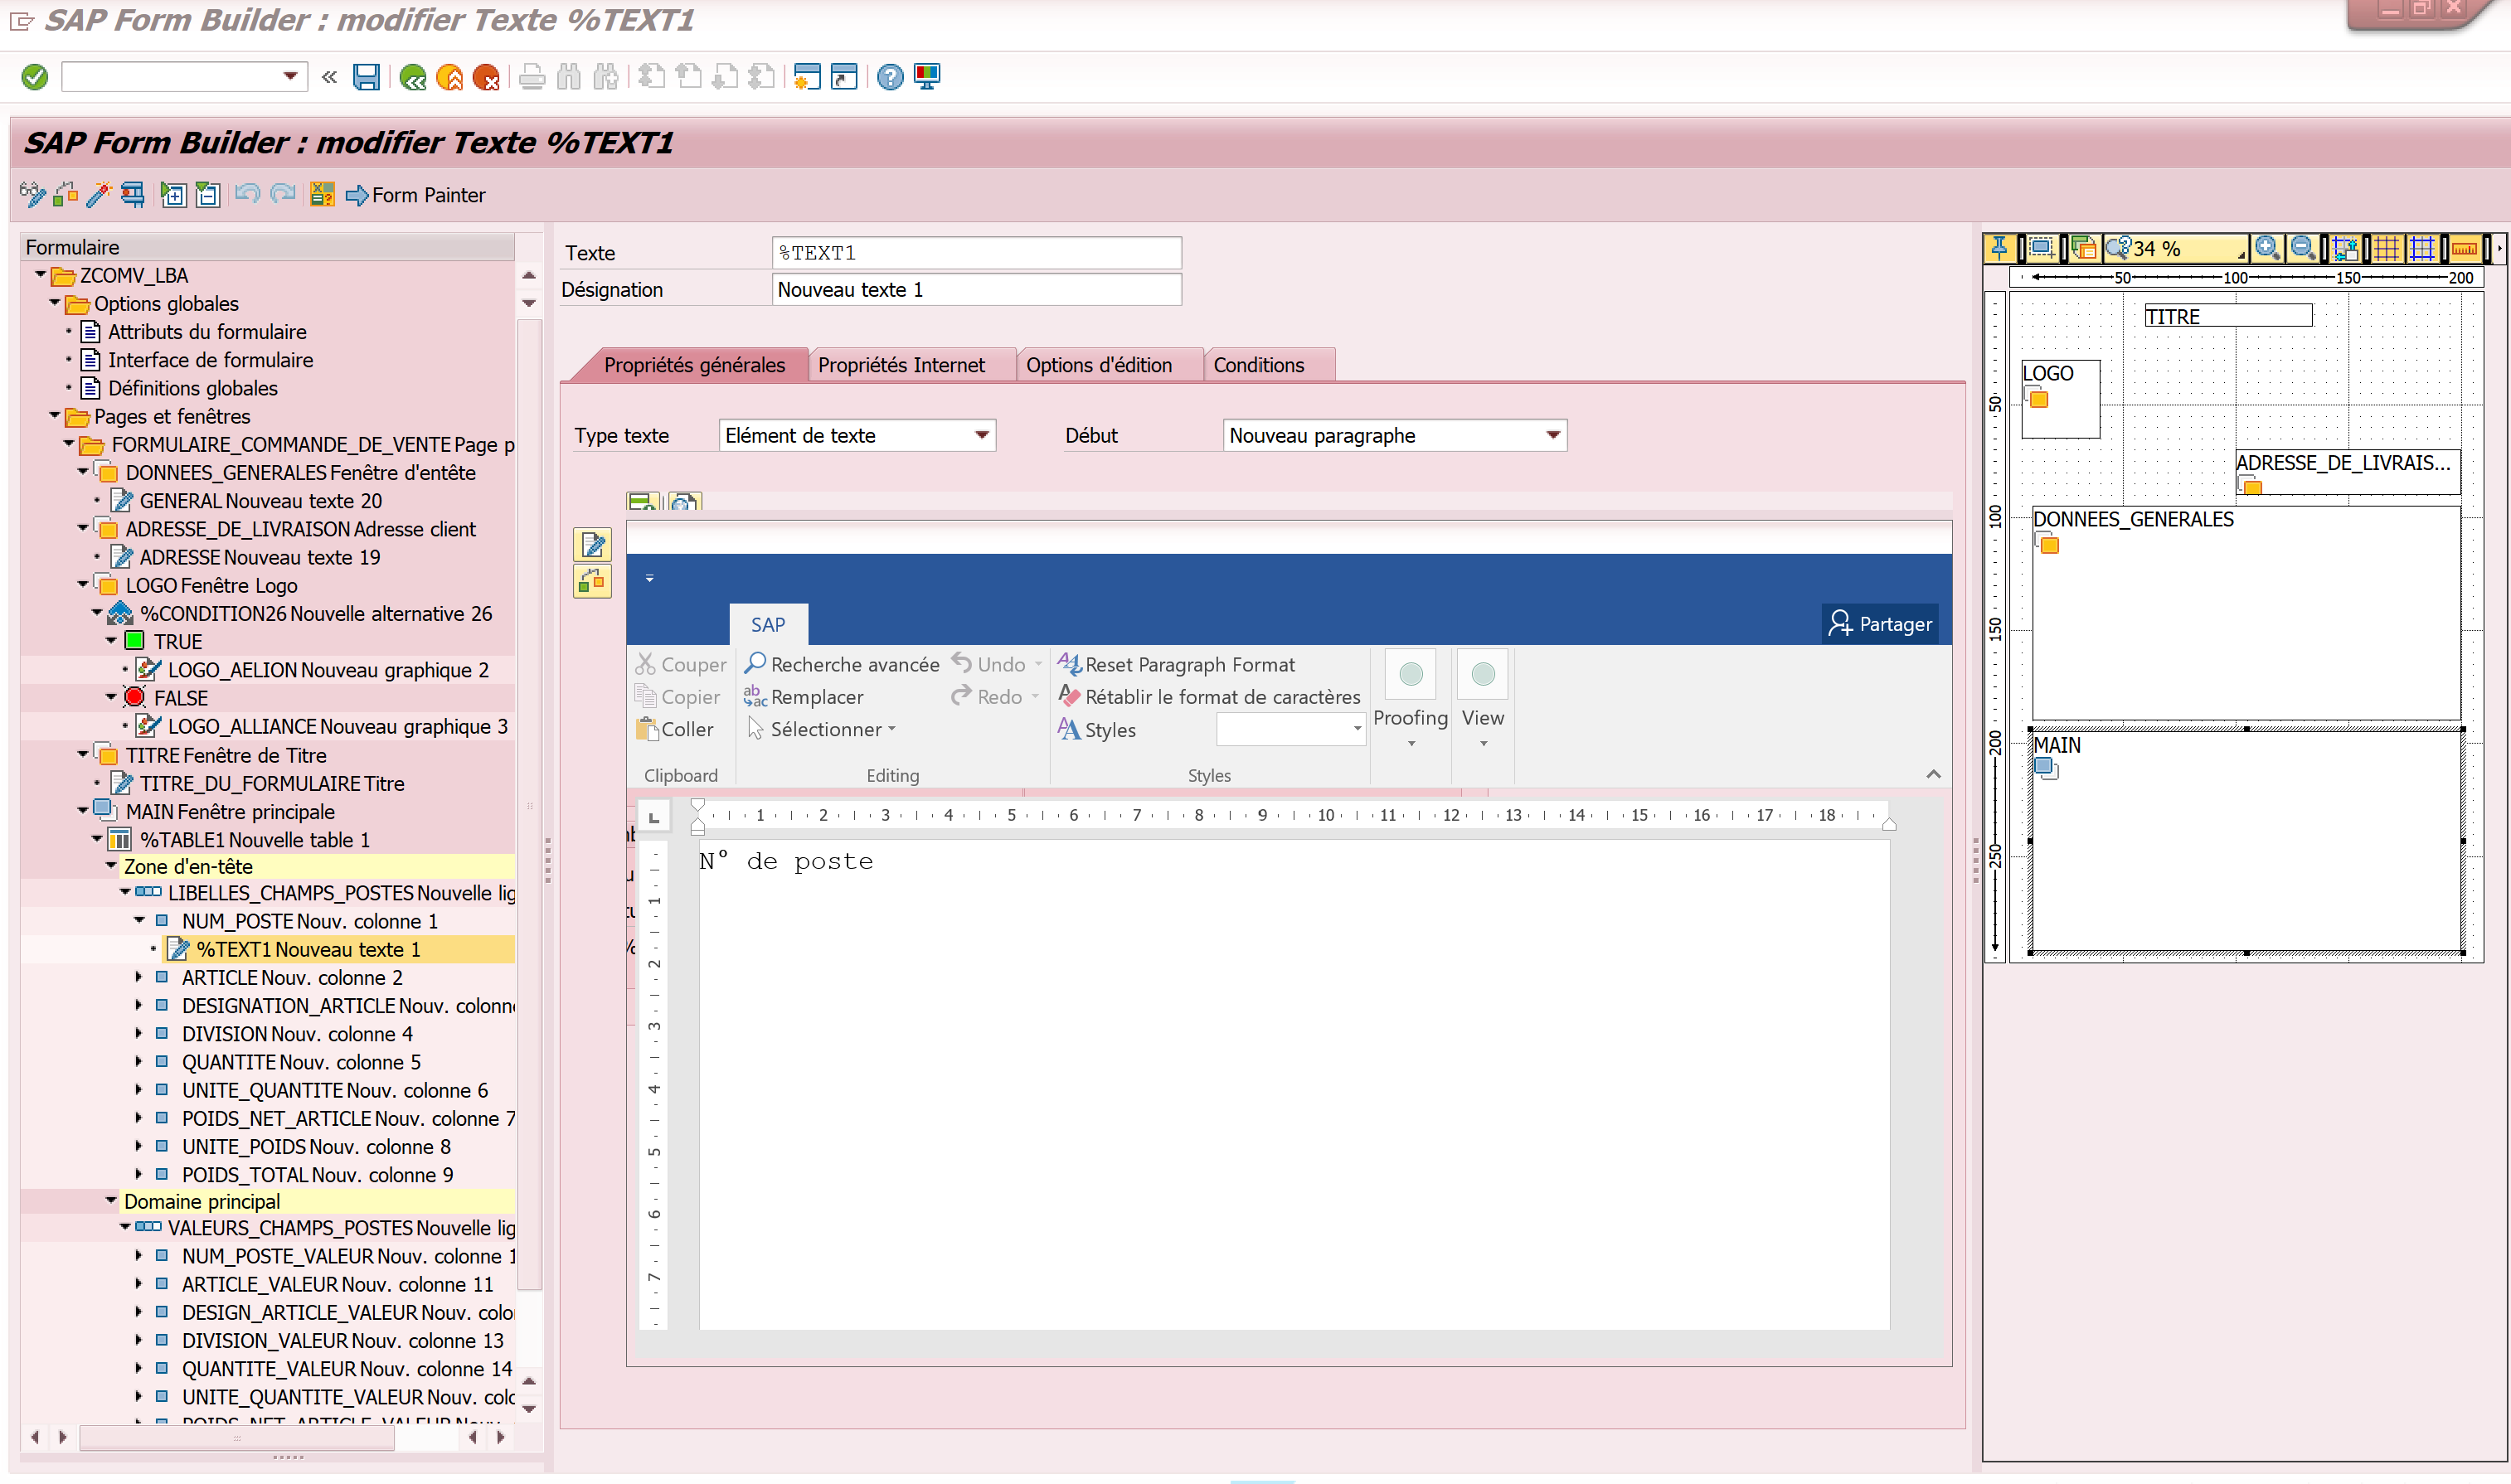 SAP Form Builder : modifier Texte %TEXT1
SAP Form Builder : modifier Texte %TEXT1
Form Painter
Formulaire
ZCOMV_LBA
Options globales
Attributs du formulaire
Interface de formulaire
Définitions globales
Pages et fenêtres
FORMULAIRE_COMMANDE_DE_VENTE Page p
DONNEES_GENERALES Fenêtre d'entête
GENERAL Nouveau texte 20
ADRESSE_DE_LIVRAISON Adresse client
ADRESSE Nouveau texte 19
LOGO Fenêtre Logo
%CONDITION26 Nouvelle alternative 26
TRUE
LOGO_AELION Nouveau graphique 2
FALSE
LOGO_ALLIANCE Nouveau graphique 3
TITRE Fenêtre de Titre
TITRE_DU_FORMULAIRE Titre
MAIN Fenêtre principale
%TABLE1 Nouvelle table 1
Zone d'en-tête
LIBELLES_CHAMPS_POSTES Nouvelle lig
NUM_POSTE Nouv. colonne 1
%TEXT1 Nouveau texte 1
ARTICLE Nouv. colonne 2
DESIGNATION_ARTICLE Nouv. colonn
DIVISION Nouv. colonne 4
QUANTITE Nouv. colonne 5
UNITE_QUANTITE Nouv. colonne 6
POIDS_NET_ARTICLE Nouv. colonne 7
UNITE_POIDS Nouv. colonne 8
POIDS_TOTAL Nouv. colonne 9
Domaine principal
VALEURS_CHAMPS_POSTES Nouvelle lig
NUM_POSTE_VALEUR Nouv. colonne 1
ARTICLE_VALEUR Nouv. colonne 11
DESIGN_ARTICLE_VALEUR Nouv. colo
DIVISION_VALEUR Nouv. colonne 13
QUANTITE_VALEUR Nouv. colonne 14
UNITE_QUANTITE_VALEUR Nouv. colo
Texte %TEXT1
Désignation Nouveau texte 1
Propriétés générales Propriétés Internet Options d'édition Conditions
Type texte Elément de texte Début Nouveau paragraphe
SAP Partager
Couper Recherche avancée Undo Reset Paragraph Format
Copier Remplacer Redo Rétablir le format de caractères
Coller Sélectionner Styles Proofing View
Clipboard Editing Styles
1 2 3 4 5 6 7 8 9 10 11 12 13 14 15 16 17 18
N° de poste
1
2
3
4
5
6
7
34 %
50 100 150 200
TITRE
LOGO
50
ADRESSE_DE_LIVRAIS...
100
DONNEES_GENERALES
150
200
MAIN
250